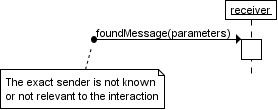 receiver
foundMessage(parameters)
The exact sender is not known
or not relevant to the interaction